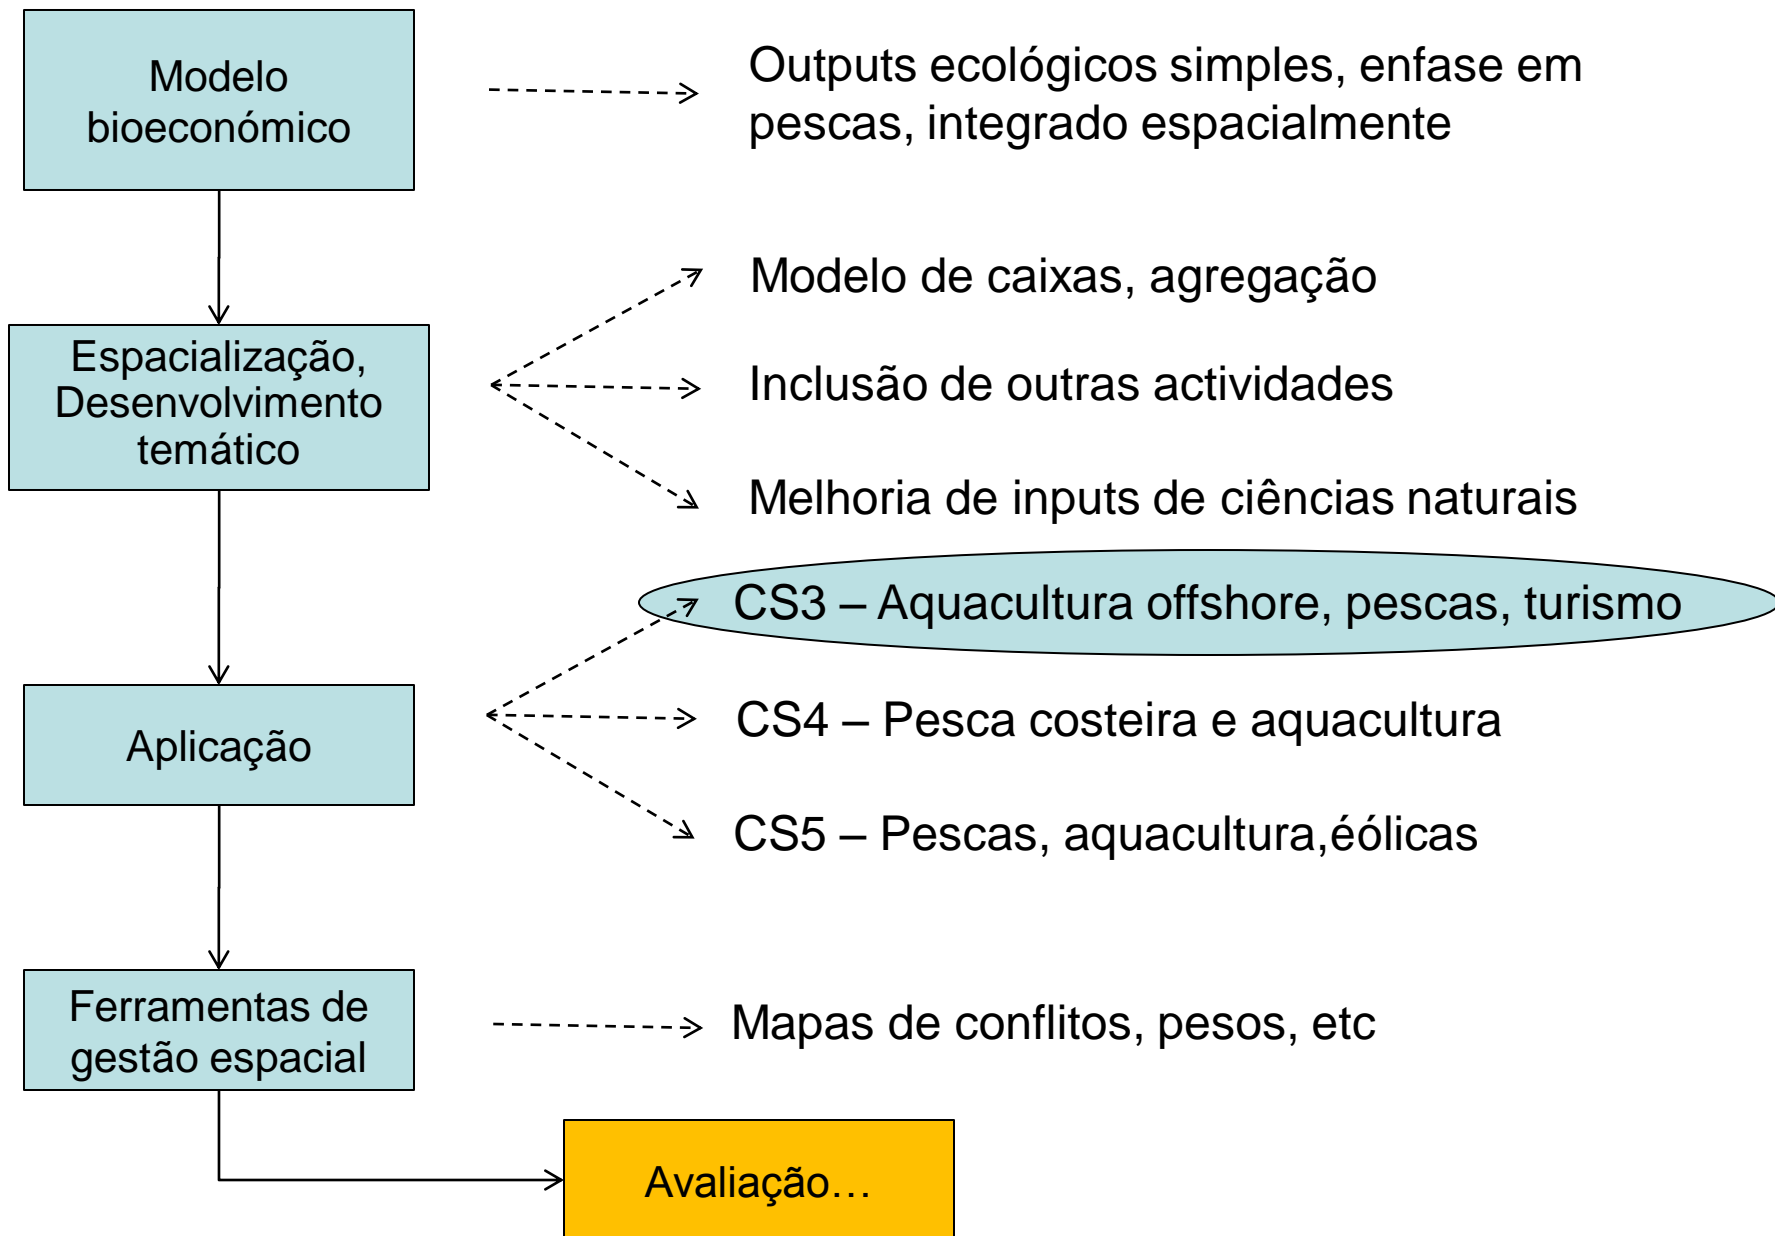 Modelo
bioeconómico
Outputs ecológicos simples, enfase em
pescas, integrado espacialmente
Espacialização,
Desenvolvimento
temático
Modelo de caixas, agregação
Inclusão de outras actividades
Melhoria de inputs de ciências naturais
Aplicação
CS3 – Aquacultura offshore, pescas, turismo
CS4 – Pesca costeira e aquacultura
CS5 – Pescas, aquacultura,éólicas
Ferramentas de
gestão espacial
Mapas de conflitos, pesos, etc
Avaliação…